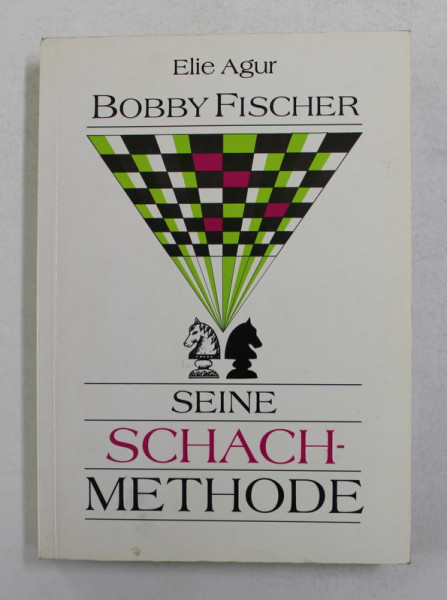 Elie Agur
BOBBY FISCHER
SEINE
SCHACH-
METHODE